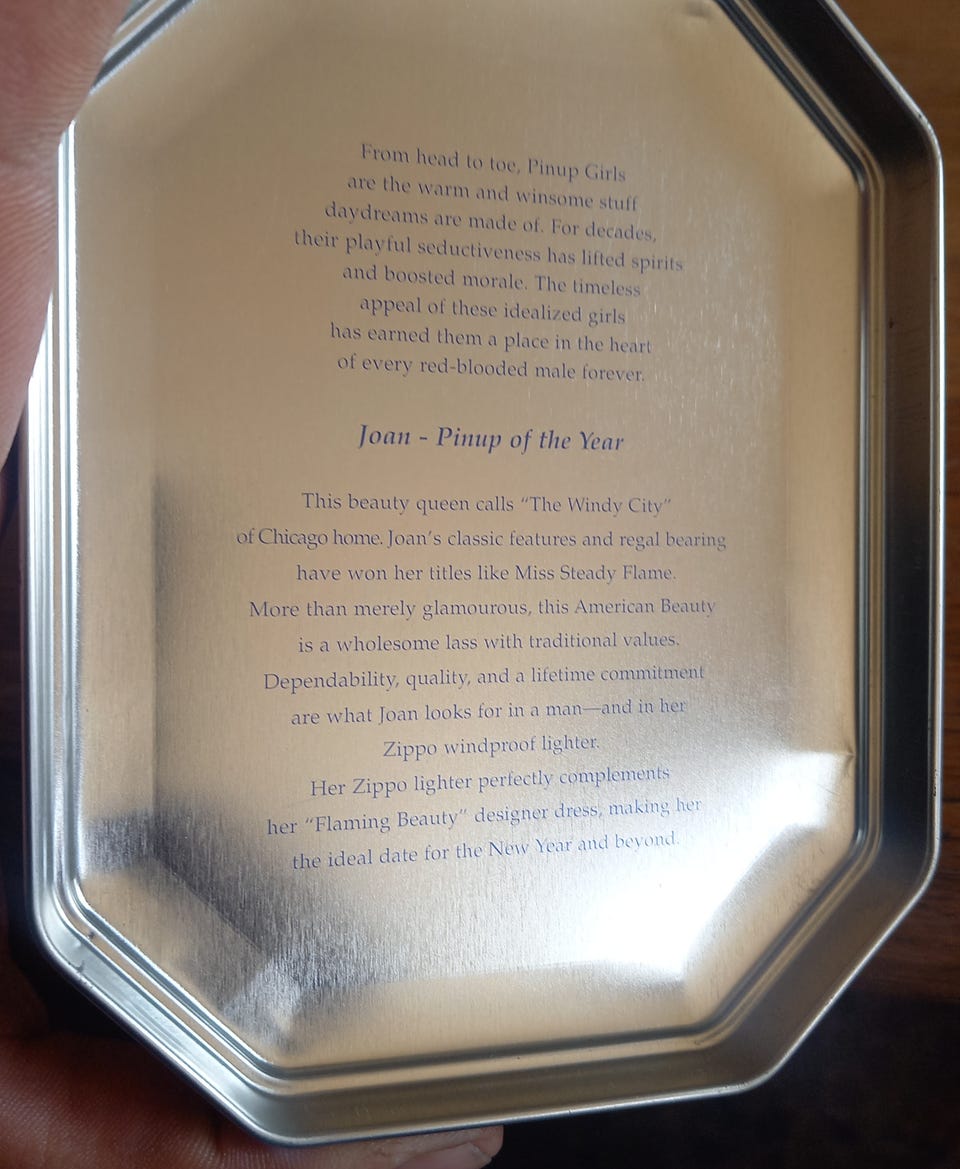 From head to toe, Pinup Girls
are the warm and winsome stuff
daydreams are made of. For decades,
their playful seductiveness has lifted spirits
and boosted morale. The timeless
appeal of these idealized girls
has earned them a place in the heart
of every red-blooded male forever.
Joan - Pinup of the Year
This beauty queen calls “The Windy City”
of Chicago home. Joan’s classic features and regal bearing
have won her titles like Miss Steady Flame.
More than merely glamourous, this American Beauty
is a wholesome lass with traditional values.
Dependability, quality, and a lifetime commitment
are what Joan looks for in a man—and in her
Zippo windproof lighter.
Her Zippo lighter perfectly complements
her “Flaming Beauty” designer dress, making her
the ideal date for the New Year and beyond.